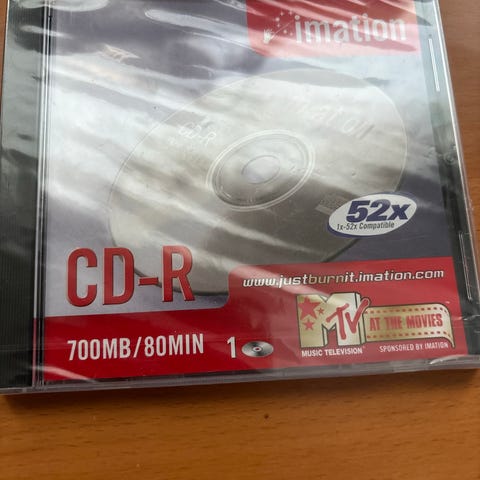 imation
CD-R
52x
1x-52x Compatible
CD-R
www.justburnit.imation.com
MTV
MUSIC TELEVISION
AT THE MOVIES
SPONSORED BY IMATION
700MB/80MIN 1